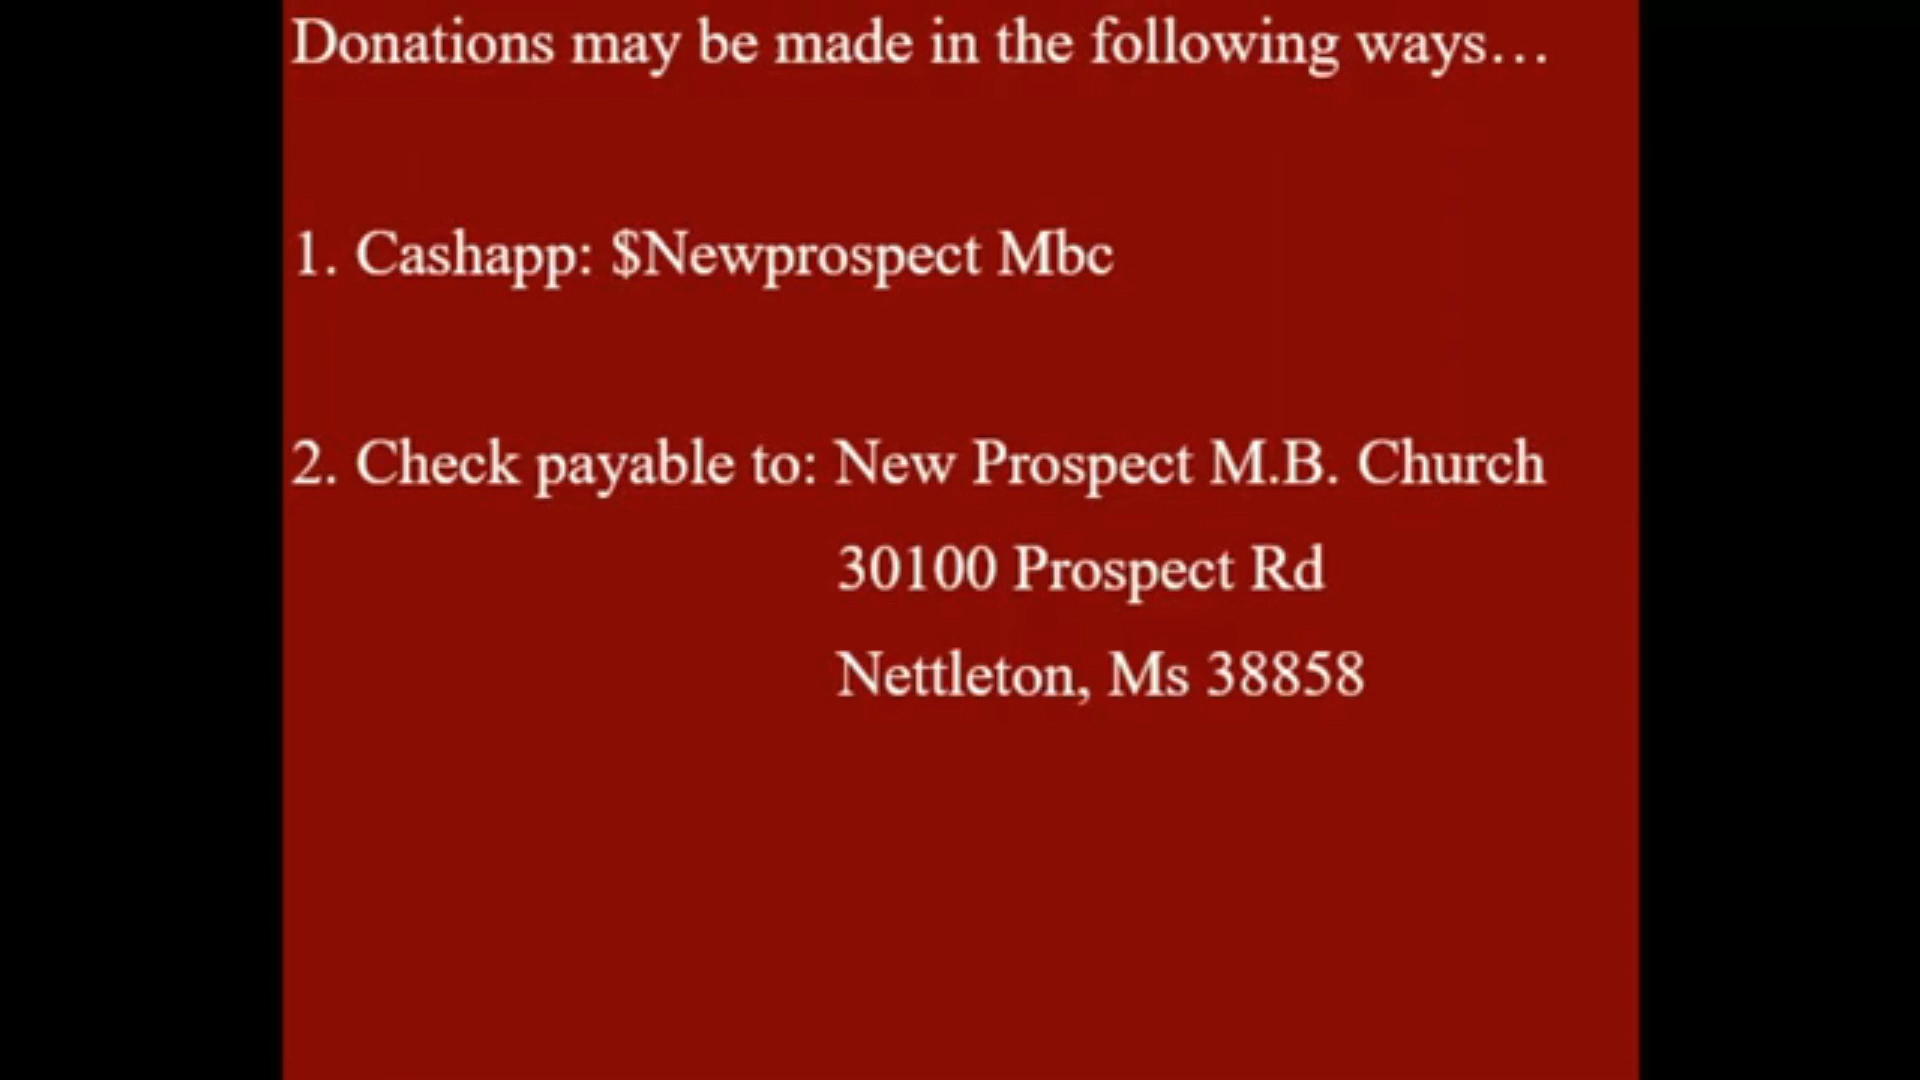 Donations may be made in the following ways…
1. Cashapp: $Newprospect Mbc
2. Check payable to: New Prospect M.B. Church
30100 Prospect Rd
Nettleton, Ms 38858